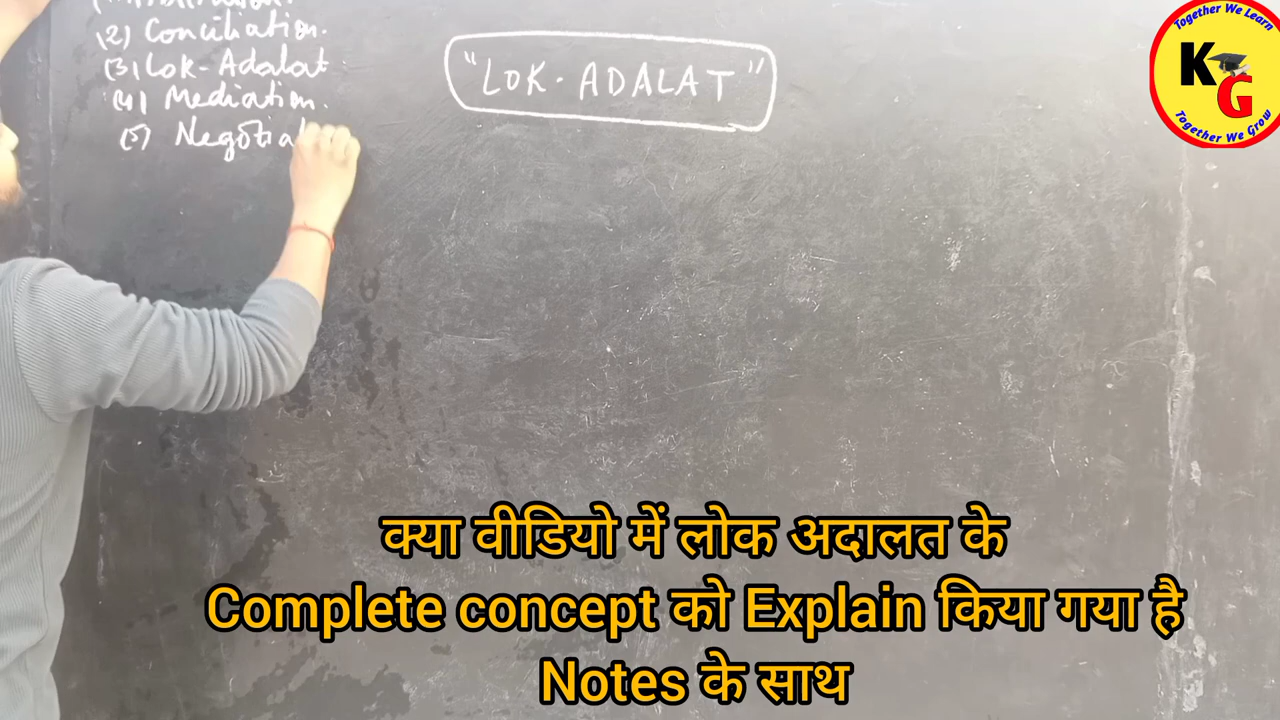 (2) Conciliation.
(3) Lok-Adalat.
(4) Mediation.
(5) Negotia
"LOK-ADALAT"
Together We Learn
KG
Together We Grow
क्या वीडियो में लोक अदालत के
Complete concept को Explain किया गया है
Notes के साथ